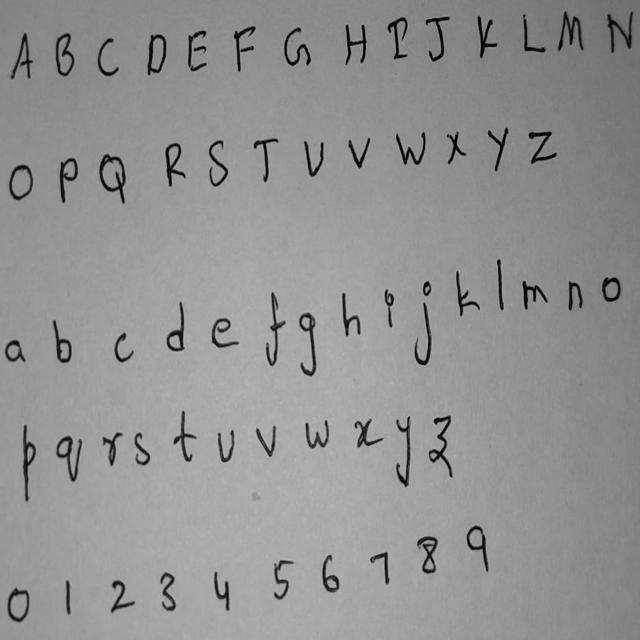 A B C D E F G H I J K L M N
O P Q R S T U V W X Y Z
a b c d e f g h i j k l m n o
p q r s t u v w x y z
0 1 2 3 4 5 6 7 8 9